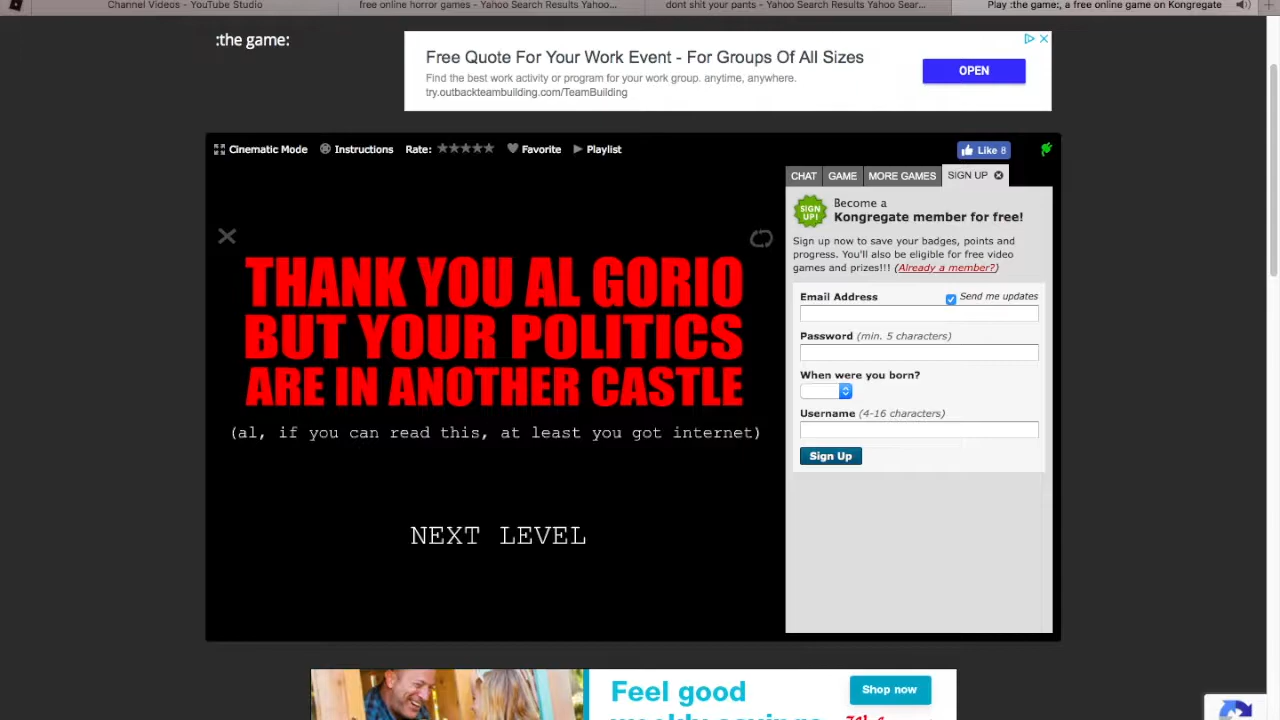 Channel Videos - YouTube Studio
free online horror games - Yahoo Search Results Yahoo...
dont shit your pants - Yahoo Search Results Yahoo Sear...
Play :the game:, a free online game on Kongregate
:the game:
Free Quote For Your Work Event - For Groups Of All Sizes
Find the best work activity or program for your work group. anytime, anywhere.
try.outbackteambuilding.com/TeamBuilding
OPEN
Cinematic Mode
Instructions
Rate:
Favorite
Playlist
Like 8
CHAT
GAME
MORE GAMES
SIGN UP
SIGN UP!
Become a
Kongregate member for free!
Sign up now to save your badges, points and
progress. You'll also be eligible for free video
games and prizes!!! (Already a member?)
Email Address
Send me updates
Password (min. 5 characters)
When were you born?
Username (4-16 characters)
Sign Up
THANK YOU AL GORIO
BUT YOUR POLITICS
ARE IN ANOTHER CASTLE
(al, if you can read this, at least you got internet)
NEXT LEVEL
Feel good
Shop now